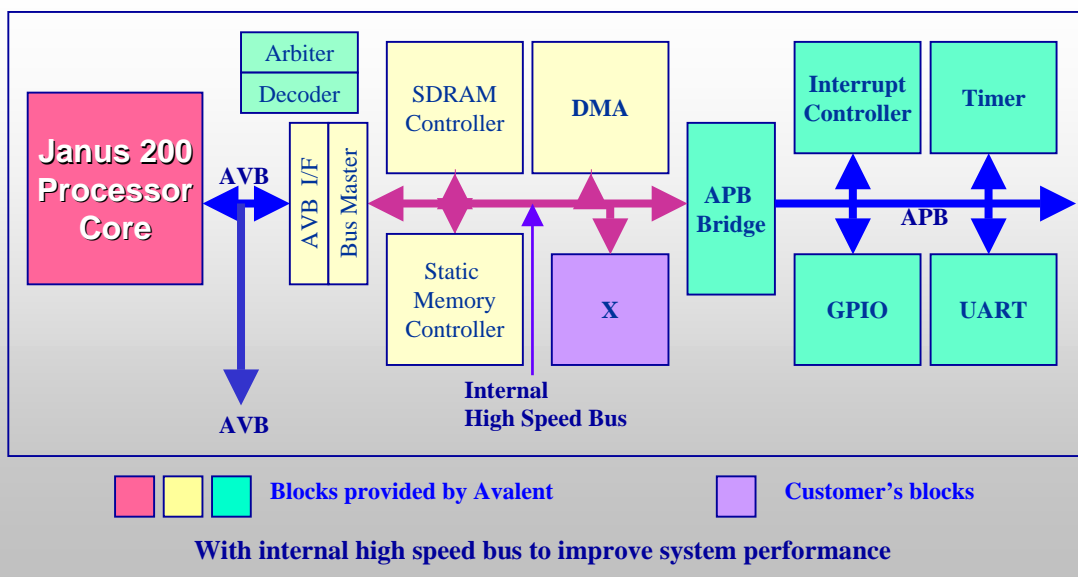 Arbiter
Decoder
Janus 200
Processor
Core
AVB
AVB
AVB I/F
Bus Master
SDRAM
Controller
Static
Memory
Controller
DMA
X
Internal
High Speed Bus
APB
Bridge
Interrupt
Controller
Timer
APB
GPIO
UART
Blocks provided by Avalent
Customer's blocks
With internal high speed bus to improve system performance